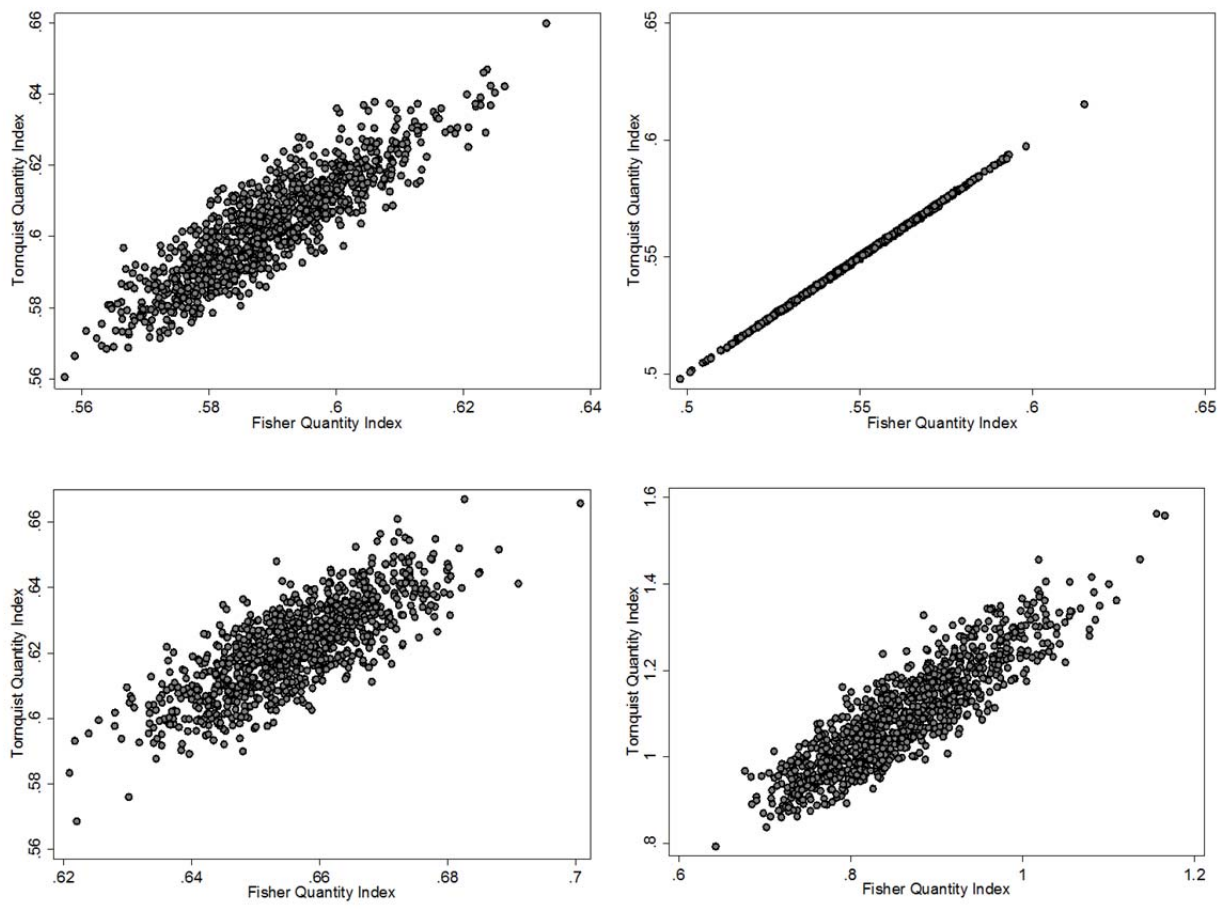 .66
.64
.62
.6
.58
.56
Tornquist Quantity Index
.56 .58 .6 .62 .64
Fisher Quantity Index
.65
.6
.55
.5
Tornquist Quantity Index
.5 .55 .6 .65
Fisher Quantity Index
.66
.64
.62
.6
.58
.56
Tornquist Quantity Index
.62 .64 .66 .68 .7
Fisher Quantity Index
1.6
1.4
1.2
1
.8
Tornquist Quantity Index
.6 .8 1 1.2
Fisher Quantity Index